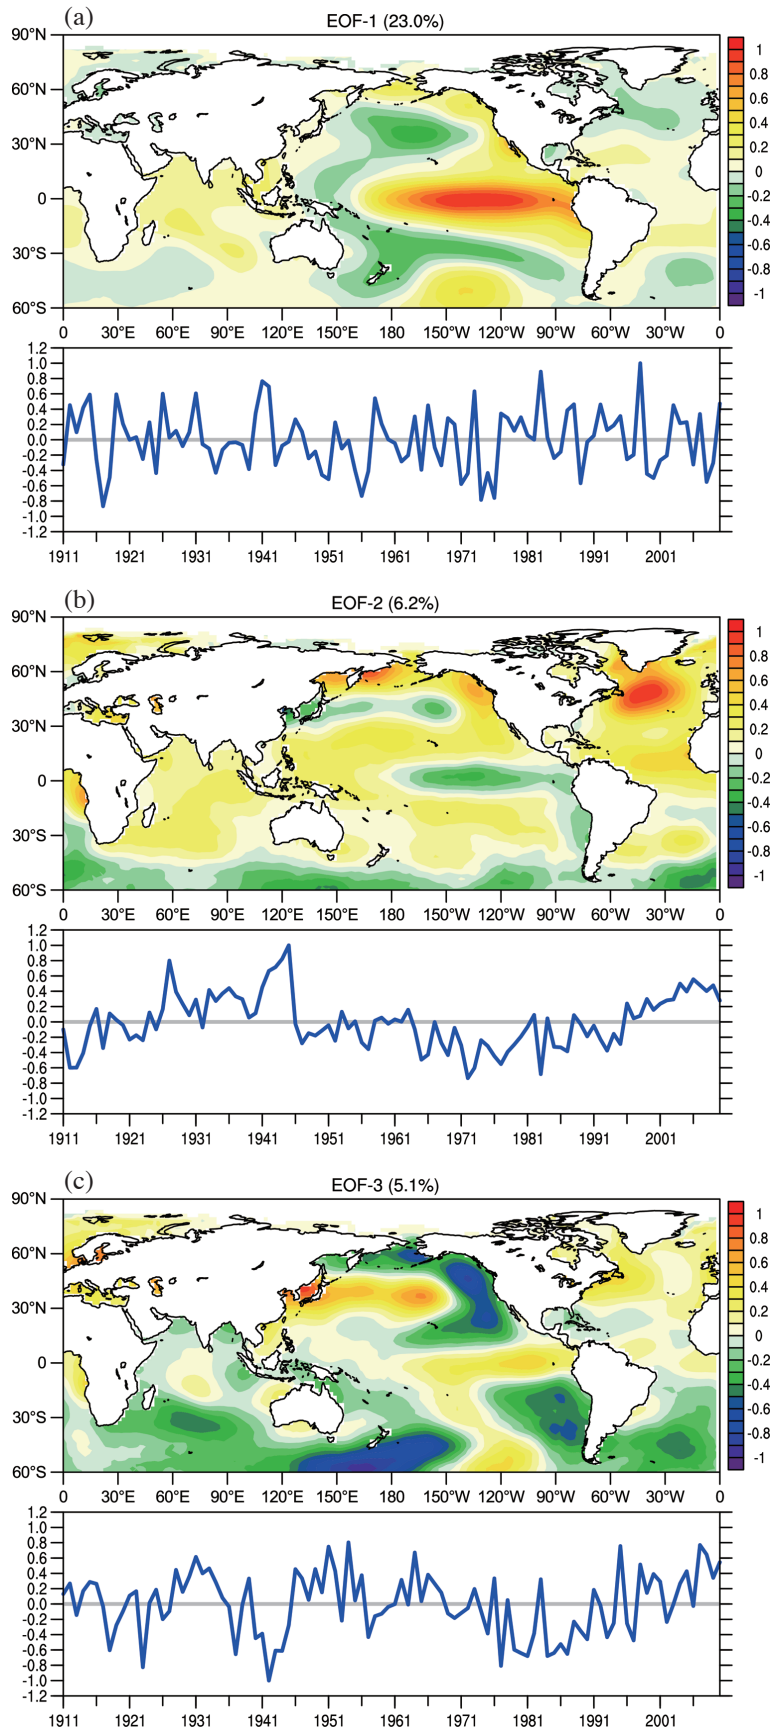 (a)
EOF-1 (23.0%)
90°N
60°N
30°N
0
30°S
60°S
0 30°E 60°E 90°E 120°E 150°E 180 150°W 120°W 90°W 60°W 30°W 0
1
0.8
0.6
0.4
0.2
0
-0.2
-0.4
-0.6
-0.8
-1
1.2
1.0
0.8
0.6
0.4
0.2
0.0
-0.2
-0.4
-0.6
-0.8
-1.0
-1.2
1911 1921 1931 1941 1951 1961 1971 1981 1991 2001
(b)
EOF-2 (6.2%)
90°N
60°N
30°N
0
30°S
60°S
0 30°E 60°E 90°E 120°E 150°E 180 150°W 120°W 90°W 60°W 30°W 0
1
0.8
0.6
0.4
0.2
0
-0.2
-0.4
-0.6
-0.8
-1
1.2
1.0
0.8
0.6
0.4
0.2
0.0
-0.2
-0.4
-0.6
-0.8
-1.0
-1.2
1911 1921 1931 1941 1951 1961 1971 1981 1991 2001
(c)
EOF-3 (5.1%)
90°N
60°N
30°N
0
30°S
60°S
0 30°E 60°E 90°E 120°E 150°E 180 150°W 120°W 90°W 60°W 30°W 0
1
0.8
0.6
0.4
0.2
0
-0.2
-0.4
-0.6
-0.8
-1
1.2
1.0
0.8
0.6
0.4
0.2
0.0
-0.2
-0.4
-0.6
-0.8
-1.0
-1.2
1911 1921 1931 1941 1951 1961 1971 1981 1991 2001